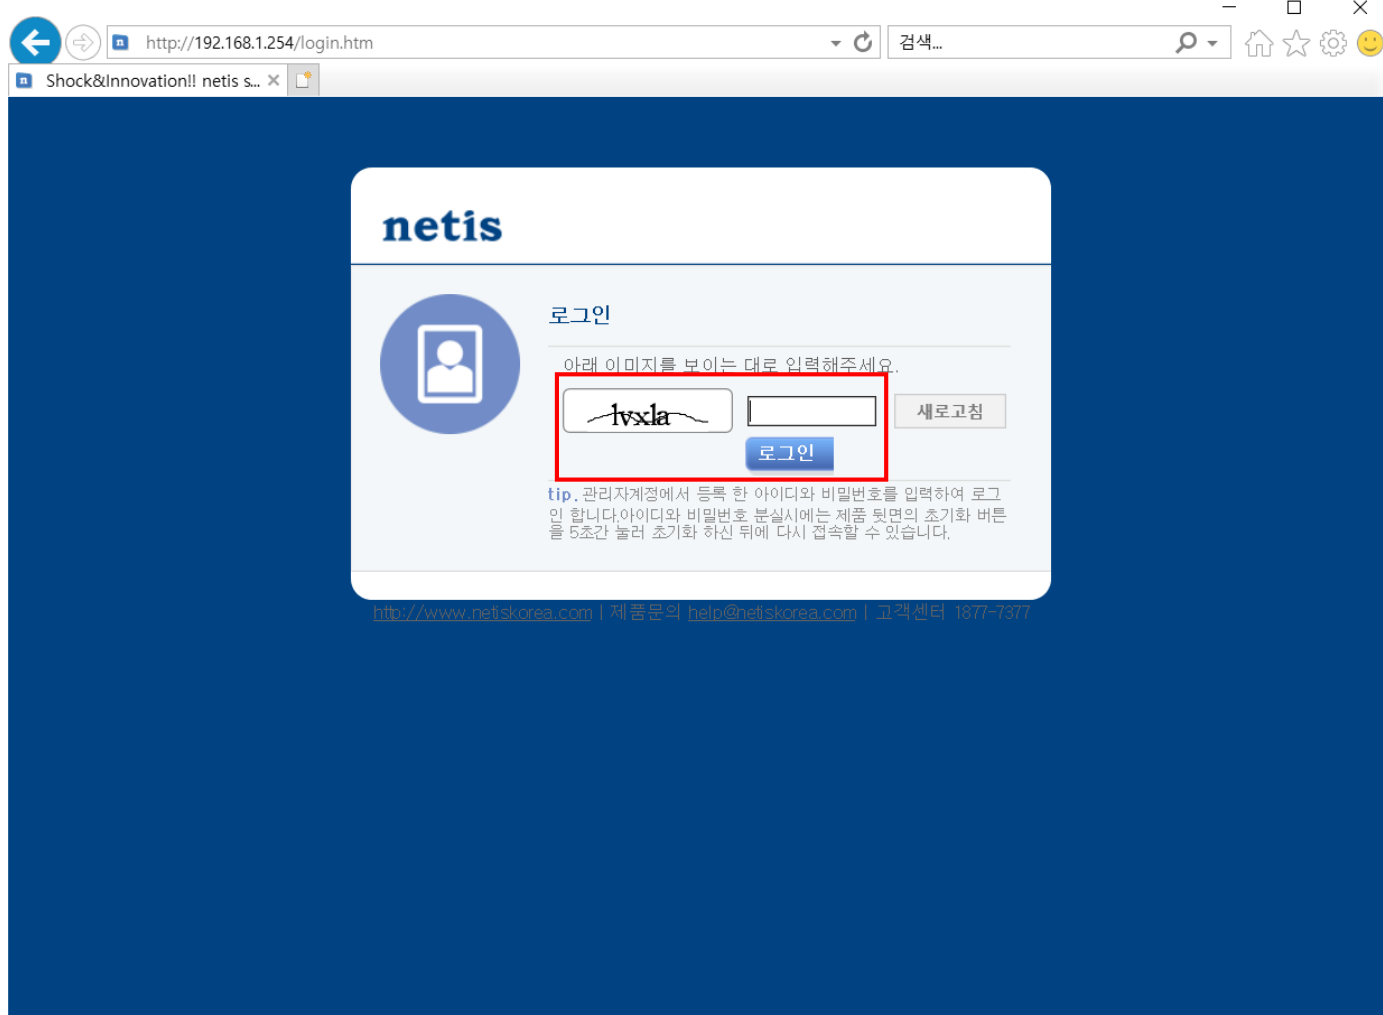 http://192.168.1.254/login.htm
검색...
Shock&Innovation!! netis s...
netis
로그인
아래 이미지를 보이는 대로 입력해주세요.
lvxla
새로고침
로그인
tip. 관리자계정에서 등록 한 아이디와 비밀번호를 입력하여 로그
인 합니다.아이디와 비밀번호 분실시에는 제품 뒷면의 초기화 버튼
을 5초간 눌러 초기화 하신 뒤에 다시 접속할 수 있습니다.
http://www.netiskorea.com | 제품문의 help@netiskorea.com | 고객센터 1877-7377